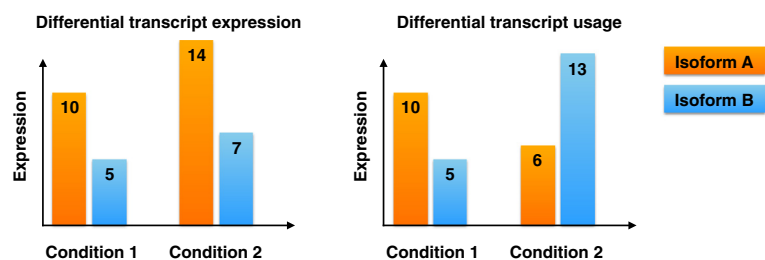 Differential transcript expression
Differential transcript usage
14
13
10
7
5
10
6
5
Isoform A
Isoform B
Expression
Expression
Condition 1
Condition 2
Condition 1
Condition 2